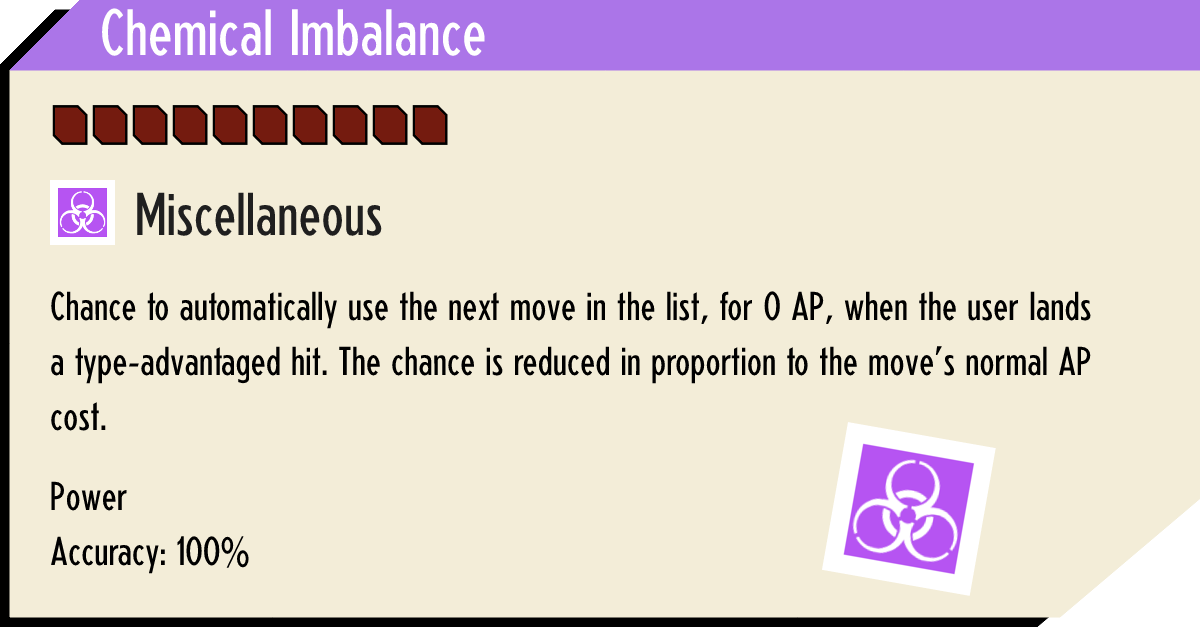 Chemical Imbalance
Miscellaneous
Chance to automatically use the next move in the list, for 0 AP, when the user lands
a type-advantaged hit. The chance is reduced in proportion to the move's normal AP
cost.
Power
Accuracy: 100%